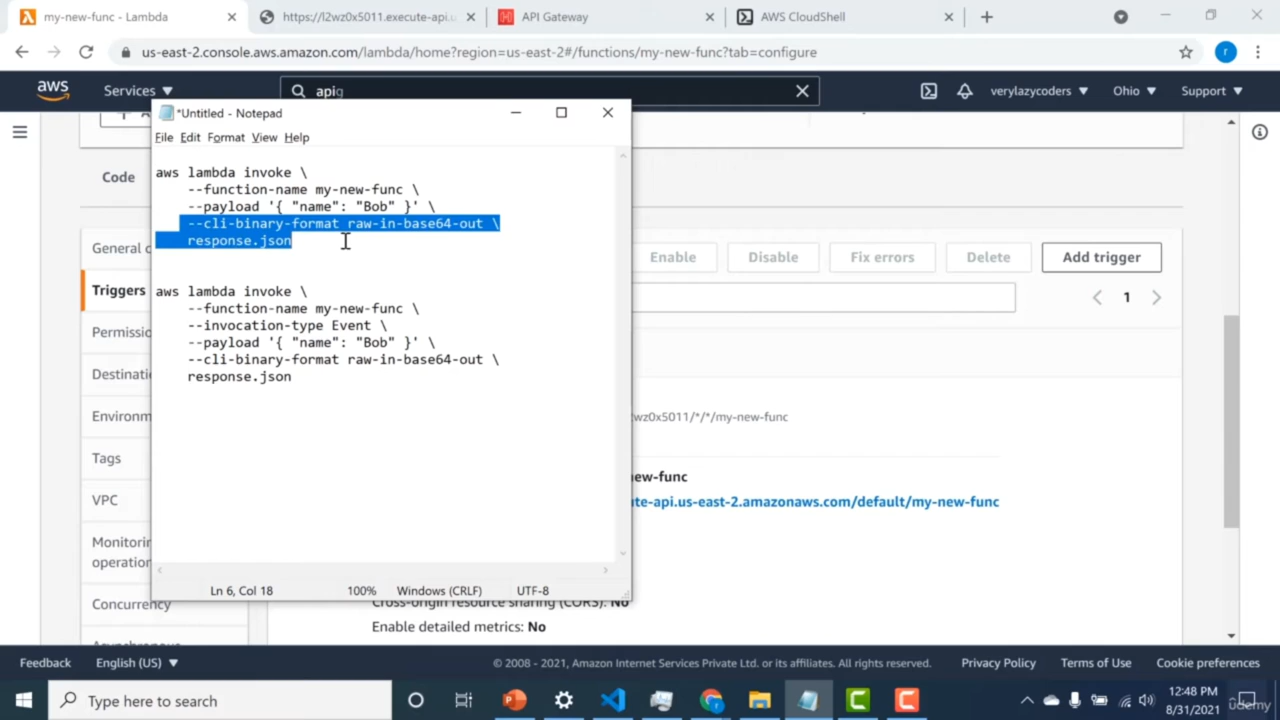 my-new-func - Lambda
https://l2wz0x5011.execute-api.u
API Gateway
AWS CloudShell
us-east-2.console.aws.amazon.com/lambda/home?region=us-east-2#/functions/my-new-func?tab=configure
r
aws
Services
apig
verylazycoders
Ohio
Support
*Untitled - Notepad
File Edit Format View Help
aws lambda invoke \
--function-name my-new-func \
--payload '{ "name": "Bob" }' \
--cli-binary-format raw-in-base64-out \
response.json
aws lambda invoke \
--function-name my-new-func \
--invocation-type Event \
--payload '{ "name": "Bob" }' \
--cli-binary-format raw-in-base64-out \
response.json
Ln 6, Col 18
100%
Windows (CRLF)
UTF-8
Code
General c
Triggers
Permissio
Destinati
Environm
Tags
VPC
Monitori
operation
Concurrency
Enable
Disable
Fix errors
Delete
Add trigger
1
wz0x5011/*/*/my-new-func
ew-func
te-api.us-east-2.amazonaws.com/default/my-new-func
Cross-origin resource sharing (CORS): No
Enable detailed metrics: No
Feedback
English (US)
© 2008 - 2021, Amazon Internet Services Private Ltd. or its affiliates. All rights reserved.
Privacy Policy
Terms of Use
Cookie preferences
Type here to search
12:48 PM
8/31/2021
udemy